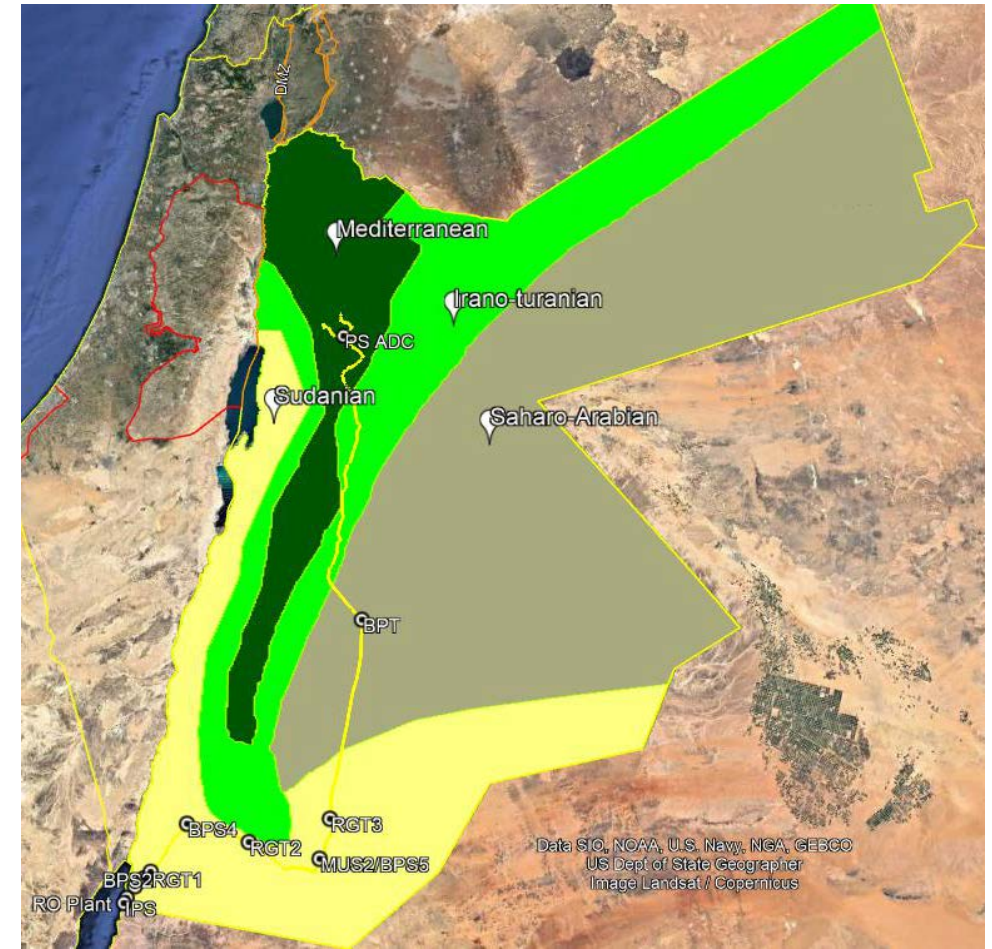 DMZ
Mediterranean
Irano-turanian
PS ADC
Sudanian
Saharo-Arabian
BPT
BPS4
RGT3
RGT2
MUS2/BPS5
BPS2RGT1
RO Plant
IPS
Data SIO, NOAA, U.S. Navy, NGA, GEBCO
US Dept of State Geographer
Image Landsat / Copernicus